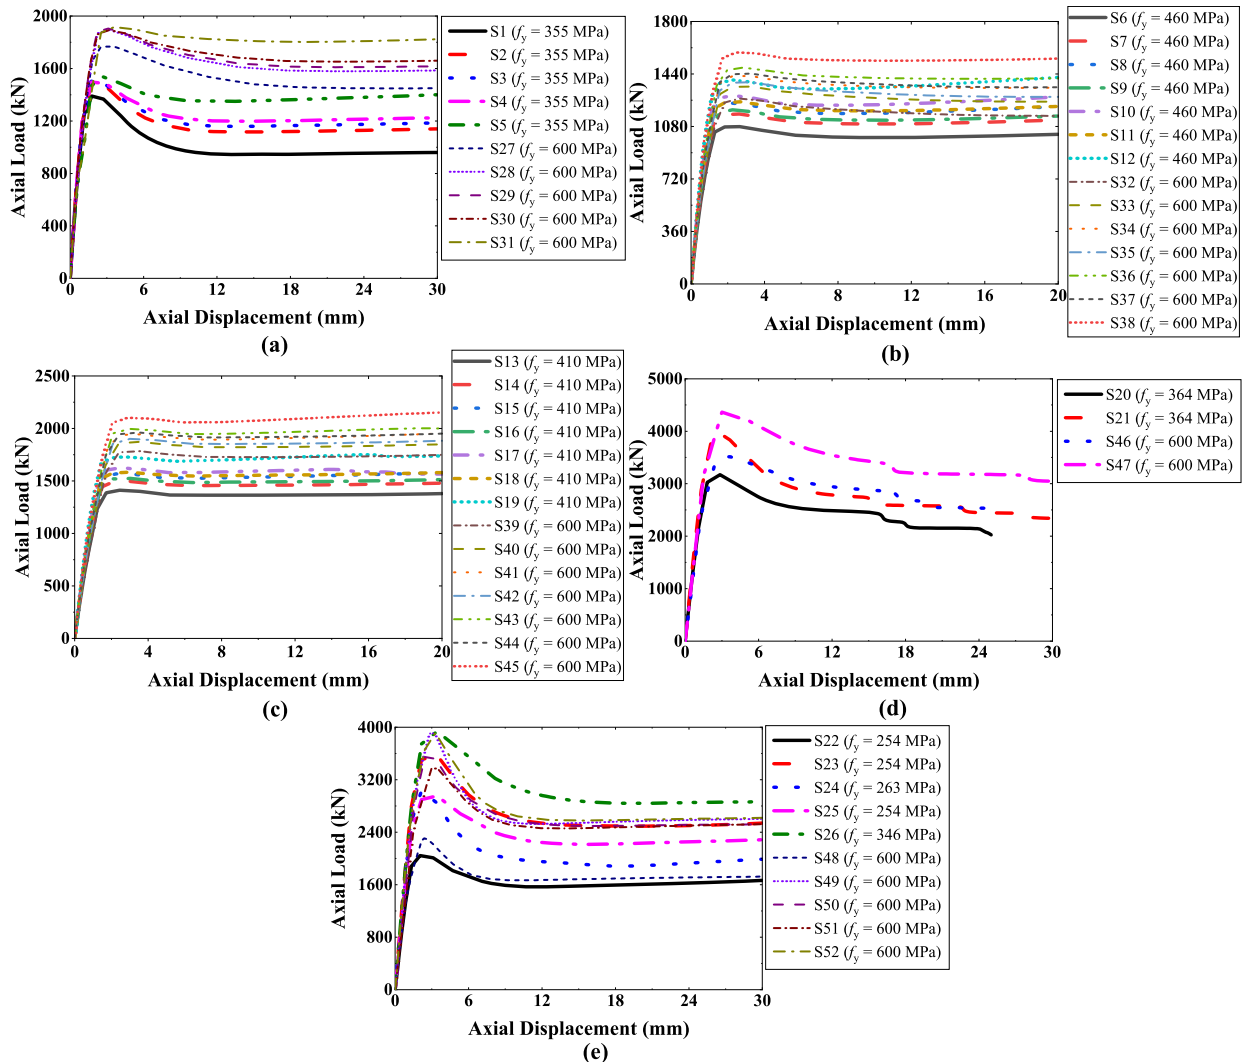 2000
1600
1200
800
400
0
0 6 12 18 24 30
Axial Load (kN)
Axial Displacement (mm)
(a)
S1 (fy = 355 MPa)
S2 (fy = 355 MPa)
S3 (fy = 355 MPa)
S4 (fy = 355 MPa)
S5 (fy = 355 MPa)
S27 (fy = 600 MPa)
S28 (fy = 600 MPa)
S29 (fy = 600 MPa)
S30 (fy = 600 MPa)
S31 (fy = 600 MPa)
1800
1440
1080
720
360
0
0 4 8 12 16 20
Axial Load (kN)
Axial Displacement (mm)
(b)
S6 (fy = 460 MPa)
S7 (fy = 460 MPa)
S8 (fy = 460 MPa)
S9 (fy = 460 MPa)
S10 (fy = 460 MPa)
S11 (fy = 460 MPa)
S12 (fy = 460 MPa)
S32 (fy = 600 MPa)
S33 (fy = 600 MPa)
S34 (fy = 600 MPa)
S35 (fy = 600 MPa)
S36 (fy = 600 MPa)
S37 (fy = 600 MPa)
S38 (fy = 600 MPa)
2500
2000
1500
1000
500
0
0 4 8 12 16 20
Axial Load (kN)
Axial Displacement (mm)
(c)
S13 (fy = 410 MPa)
S14 (fy = 410 MPa)
S15 (fy = 410 MPa)
S16 (fy = 410 MPa)
S17 (fy = 410 MPa)
S18 (fy = 410 MPa)
S19 (fy = 410 MPa)
S39 (fy = 600 MPa)
S40 (fy = 600 MPa)
S41 (fy = 600 MPa)
S42 (fy = 600 MPa)
S43 (fy = 600 MPa)
S44 (fy = 600 MPa)
S45 (fy = 600 MPa)
5000
4000
3000
2000
1000
0
0 6 12 18 24 30
Axial Load (kN)
Axial Displacement (mm)
(d)
S20 (fy = 364 MPa)
S21 (fy = 364 MPa)
S46 (fy = 600 MPa)
S47 (fy = 600 MPa)
4000
3200
2400
1600
800
0
0 6 12 18 24 30
Axial Load (kN)
Axial Displacement (mm)
(e)
S22 (fy = 254 MPa)
S23 (fy = 254 MPa)
S24 (fy = 263 MPa)
S25 (fy = 254 MPa)
S26 (fy = 346 MPa)
S48 (fy = 600 MPa)
S49 (fy = 600 MPa)
S50 (fy = 600 MPa)
S51 (fy = 600 MPa)
S52 (fy = 600 MPa)